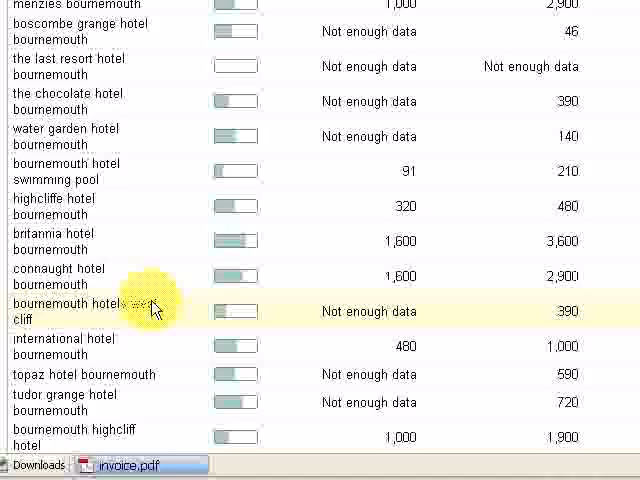 menzies bournemouth 1,000 2,900
boscombe grange hotel
bournemouth Not enough data 46
the last resort hotel
bournemouth Not enough data Not enough data
the chocolate hotel
bournemouth Not enough data 390
water garden hotel
bournemouth Not enough data 140
bournemouth hotel
swimming pool 91 210
highcliffe hotel
bournemouth 320 480
britannia hotel
bournemouth 1,600 3,600
connaught hotel
bournemouth 1,600 2,900
bournemouth hotels west
cliff Not enough data 390
international hotel
bournemouth 480 1,000
topaz hotel bournemouth Not enough data 590
tudor grange hotel
bournemouth Not enough data 720
bournemouth highcliff
hotel 1,000 1,900
Downloads invoice.pdf